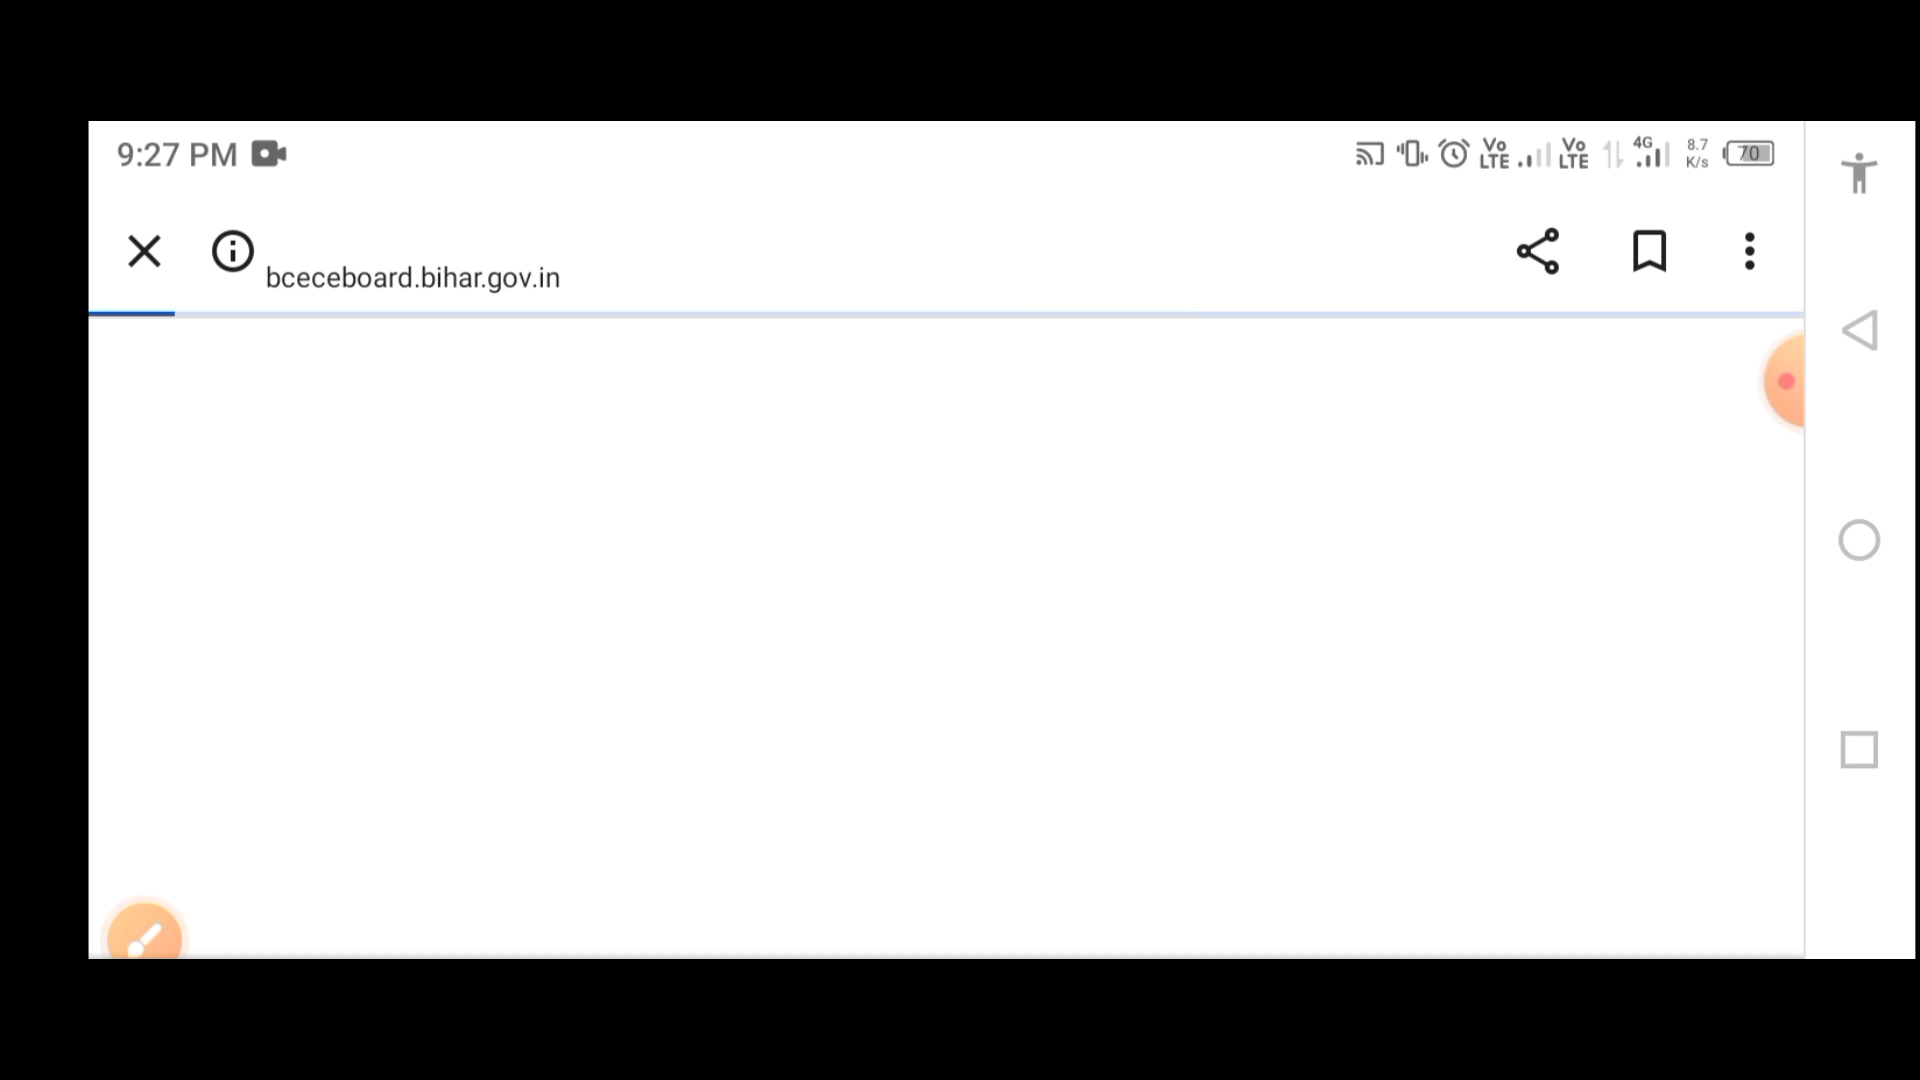 9:27 PM
Vo LTE Vo LTE 4G 8.7 K/s 70
bceceboard.bihar.gov.in